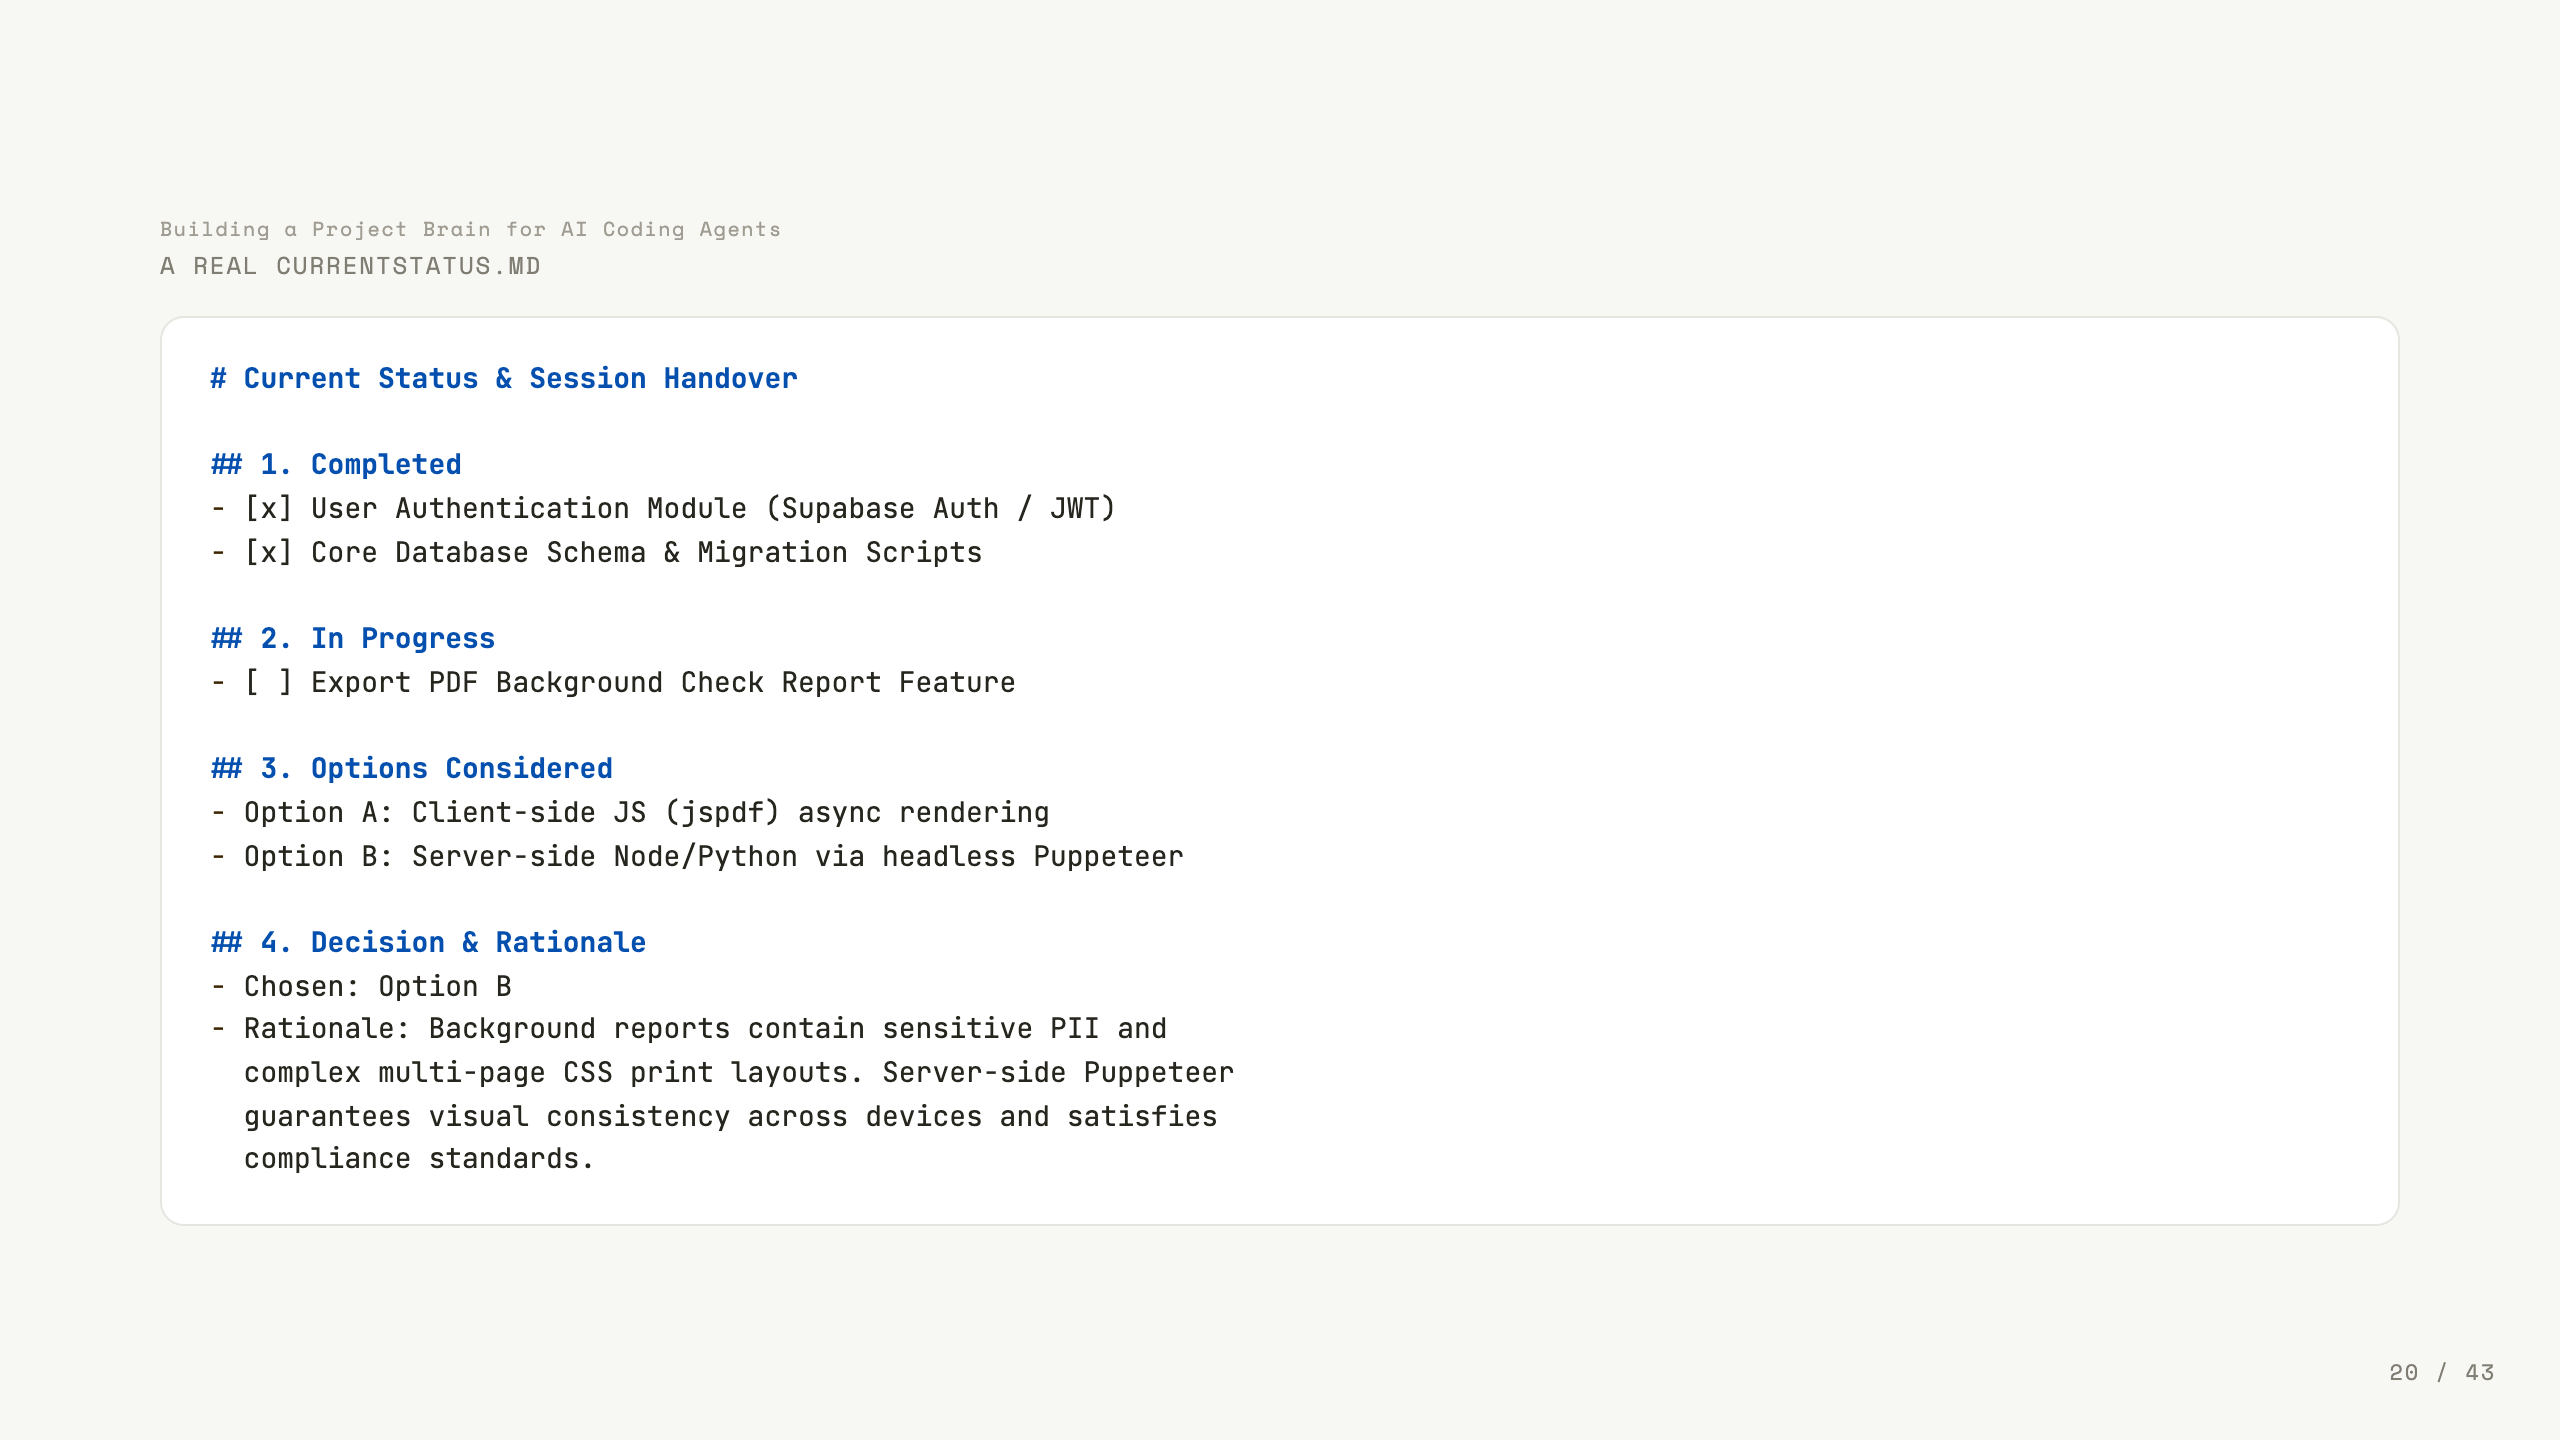 Building a Project Brain for AI Coding Agents
A REAL CURRENTSTATUS.MD
# Current Status & Session Handover
## 1. Completed
- [x] User Authentication Module (Supabase Auth / JWT)
- [x] Core Database Schema & Migration Scripts
## 2. In Progress
- [ ] Export PDF Background Check Report Feature
## 3. Options Considered
- Option A: Client-side JS (jspdf) async rendering
- Option B: Server-side Node/Python via headless Puppeteer
## 4. Decision & Rationale
- Chosen: Option B
- Rationale: Background reports contain sensitive PII and
complex multi-page CSS print layouts. Server-side Puppeteer
guarantees visual consistency across devices and satisfies
compliance standards.
20 / 43